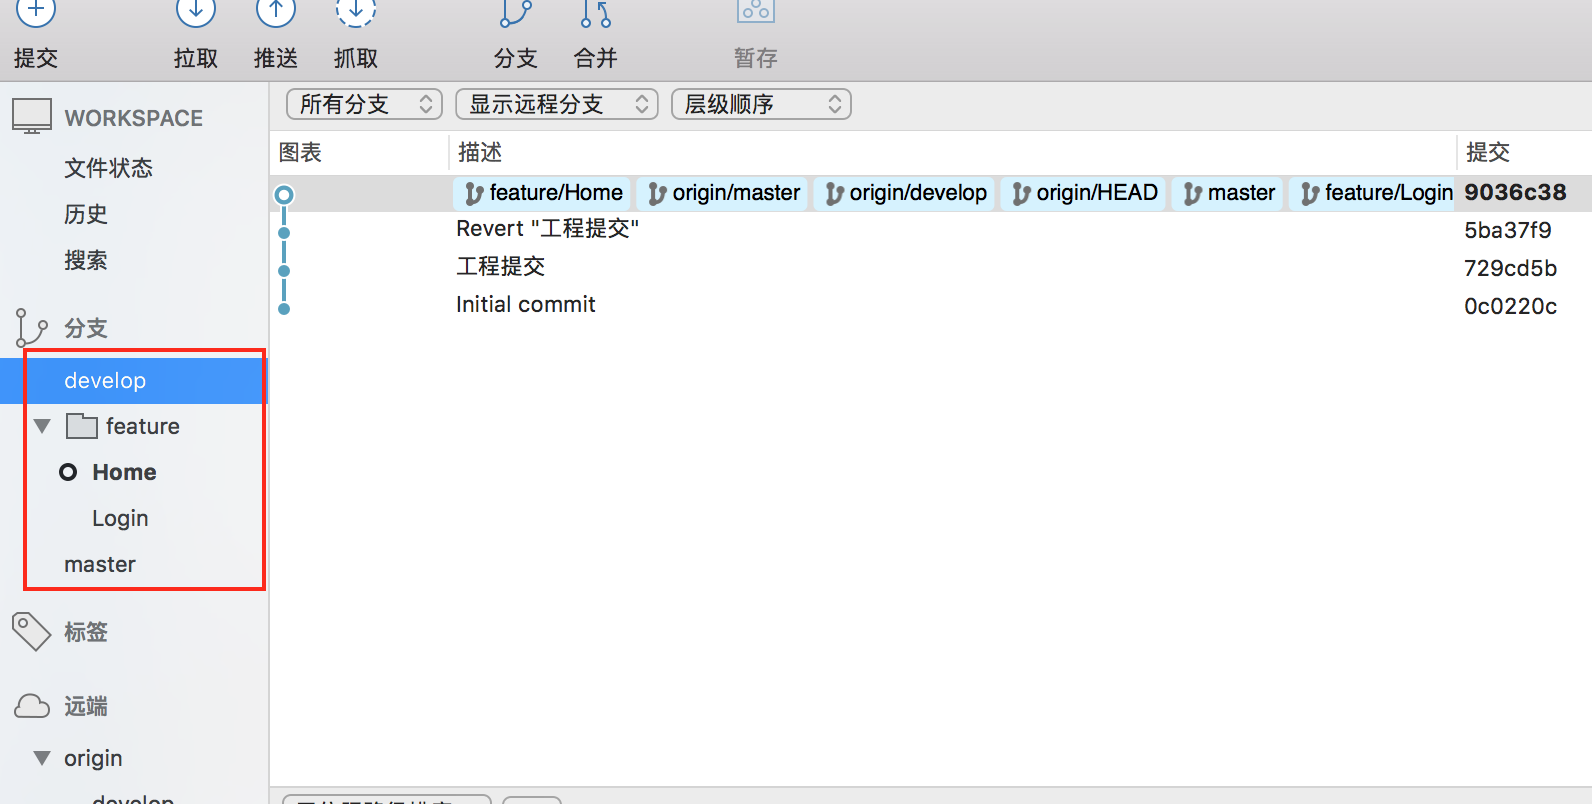 提交 拉取 推送 抓取 分支 合并 暂存
WORKSPACE
文件状态
历史
搜索
分支
develop
feature
Home
Login
master
标签
远端
origin
develop
所有分支 显示远程分支 层级顺序
图表 描述 提交
feature/Home origin/master origin/develop origin/HEAD master feature/Login 9036c38
Revert "工程提交" 5ba37f9
工程提交 729cd5b
Initial commit 0c0220c